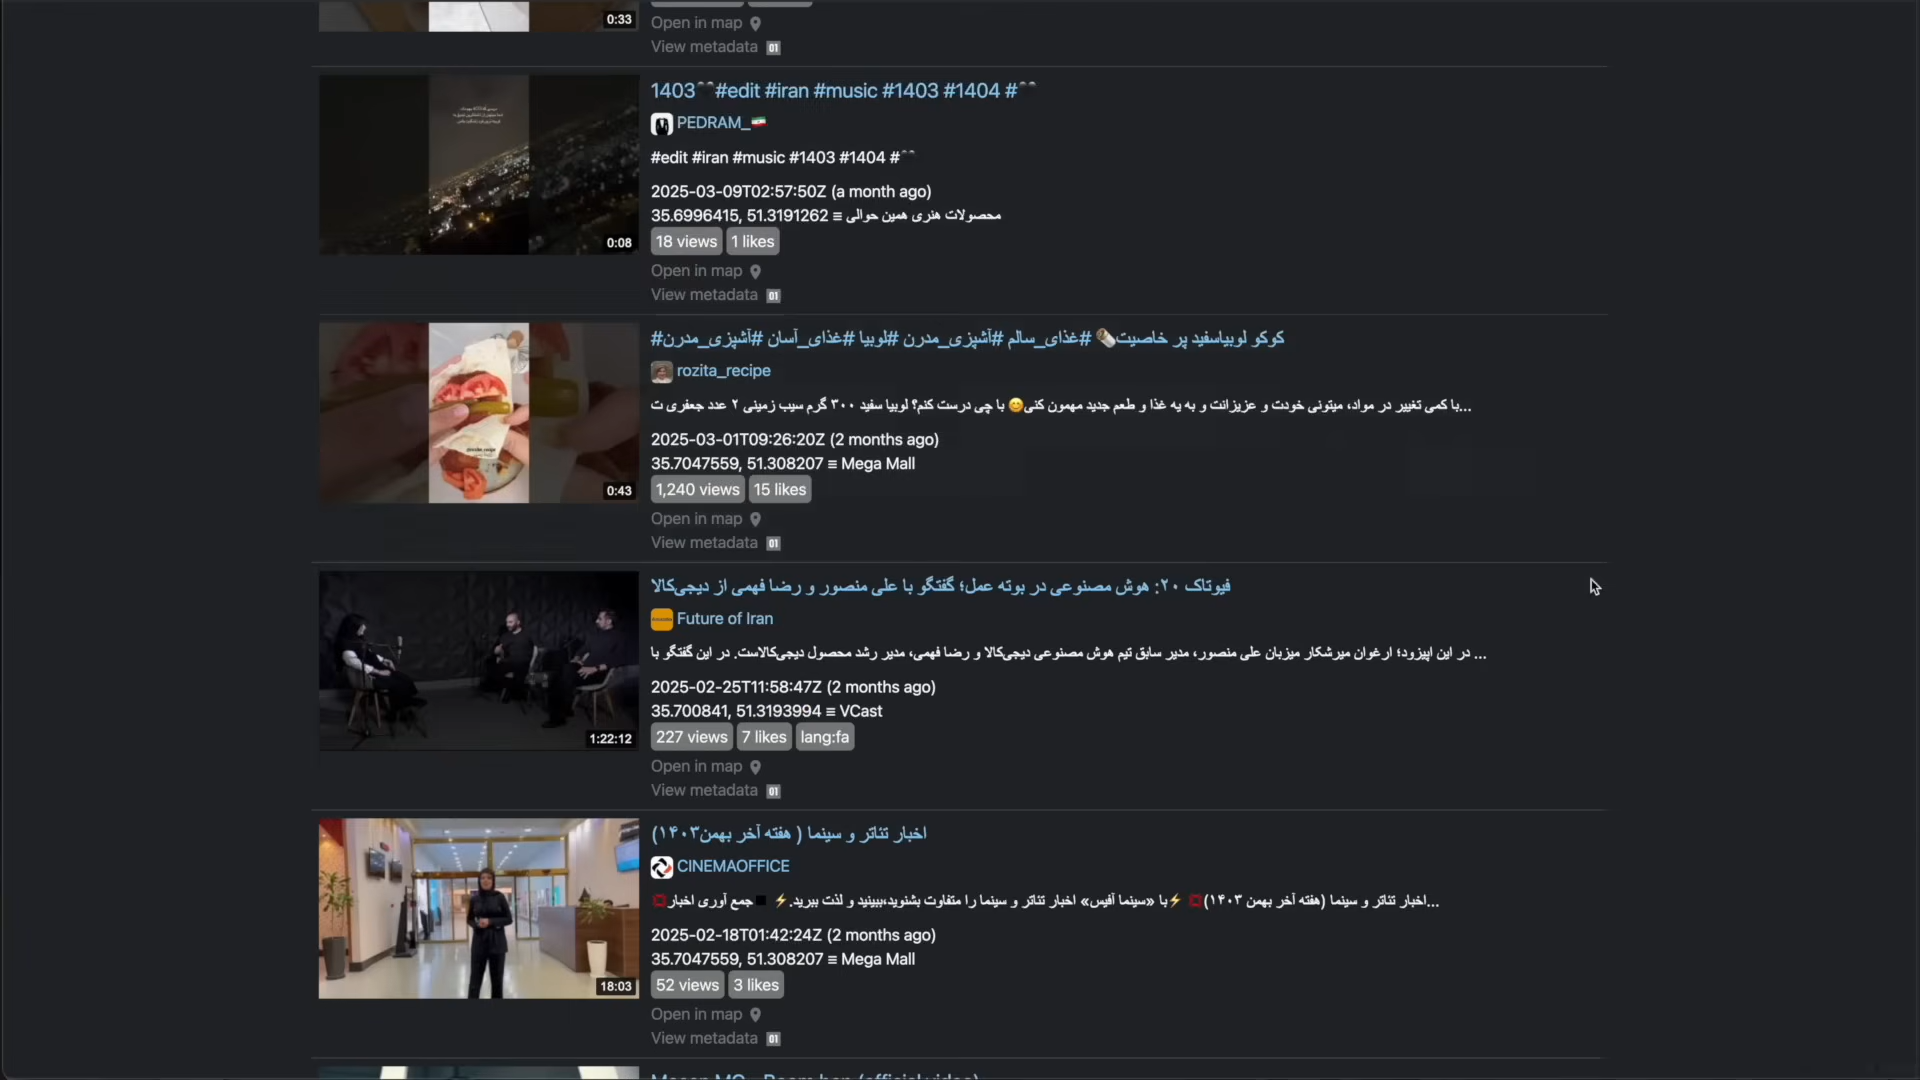 0:33
Open in map
View metadata 01
1403🖤#edit #iran #music #1403 #1404 #🖤
PEDRAM_🇮🇷
#edit #iran #music #1403 #1404 #🖤
2025-03-09T02:57:50Z (a month ago)
35.6996415, 51.3191262 ≡ محصولات هنری همین حوالی
18 views 1 likes
0:08
Open in map
View metadata 01
کوکو لوبیاسفید پر خاصیت🌯 #غذای_سالم #آشپزی_مدرن #لوبیا #غذای_آسان #آشپزی_مدرن#
rozita_recipe
...با کمی تغییر در مواد، میتونی خودت و عزیزانت و به یه غذا و طعم جدید مهمون کنی😊 با چی درست کنم؟ لوبیا سفید ۳۰۰ گرم سیب زمینی ۲ عدد جعفری ت
2025-03-01T09:26:20Z (2 months ago)
35.7047559, 51.308207 ≡ Mega Mall
0:43
1,240 views 15 likes
Open in map
View metadata 01
فیوتاک ۲۰: هوش مصنوعی در بوته عمل؛ گفتگو با علی منصور و رضا فهمی از دیجی‌کالا
Future of Iran
... در این اپیزود؛ ارغوان میرشکار میزبان علی منصور، مدیر سابق تیم هوش مصنوعی دیجی‌کالا و رضا فهمی، مدیر رشد محصول دیجی‌کالاست. در این گفتگو با
2025-02-25T11:58:47Z (2 months ago)
35.700841, 51.3193994 ≡ VCast
1:22:12
227 views 7 likes lang:fa
Open in map
View metadata 01
اخبار تئاتر و سینما ( هفته آخر بهمن۱۴۰۳)
CINEMAOFFICE
...اخبار تئاتر و سینما (هفته آخر بهمن ۱۴۰۳)💢 ⚡با «سینما آفیس» اخبار تئاتر و سینما را متفاوت بشنوید،ببینید و لذت ببرید.⚡ ◼جمع آوری اخبار💢
2025-02-18T01:42:24Z (2 months ago)
35.7047559, 51.308207 ≡ Mega Mall
18:03
52 views 3 likes
Open in map
View metadata 01